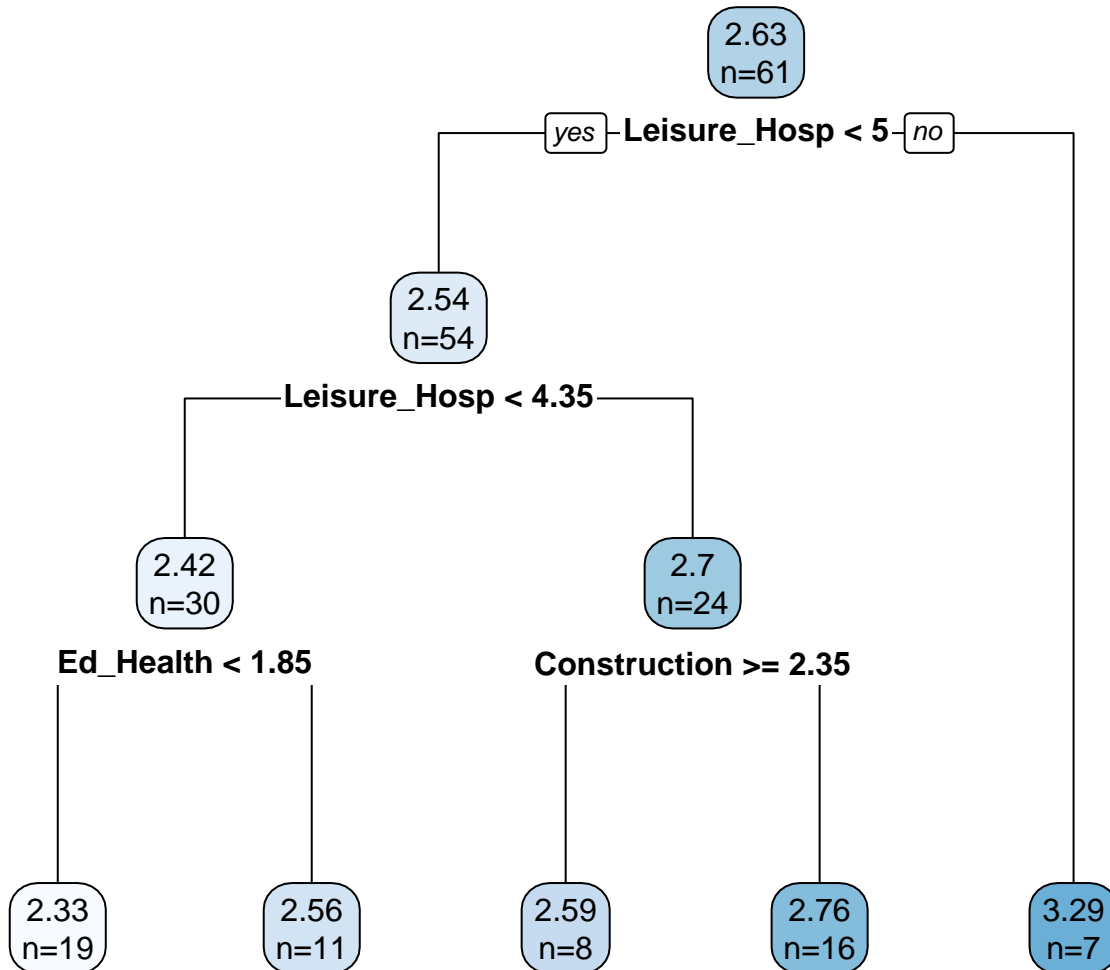 2.63
n=61
yes
Leisure_Hosp < 5
no
2.54
n=54
Leisure_Hosp < 4.35
2.42
n=30
2.7
n=24
Ed_Health < 1.85
Construction >= 2.35
2.33
n=19
2.56
n=11
2.59
n=8
2.76
n=16
3.29
n=7